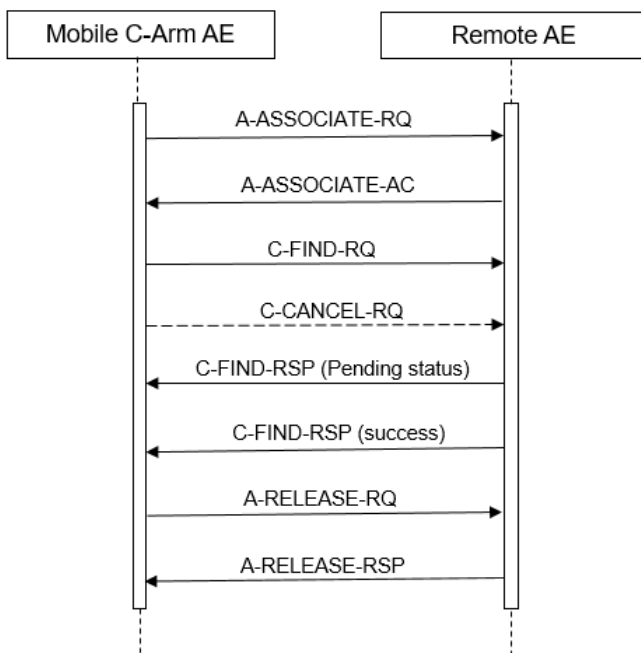 Mobile C-Arm AE
Remote AE
A-ASSOCIATE-RQ
A-ASSOCIATE-AC
C-FIND-RQ
C-CANCEL-RQ
C-FIND-RSP (Pending status)
C-FIND-RSP (success)
A-RELEASE-RQ
A-RELEASE-RSP